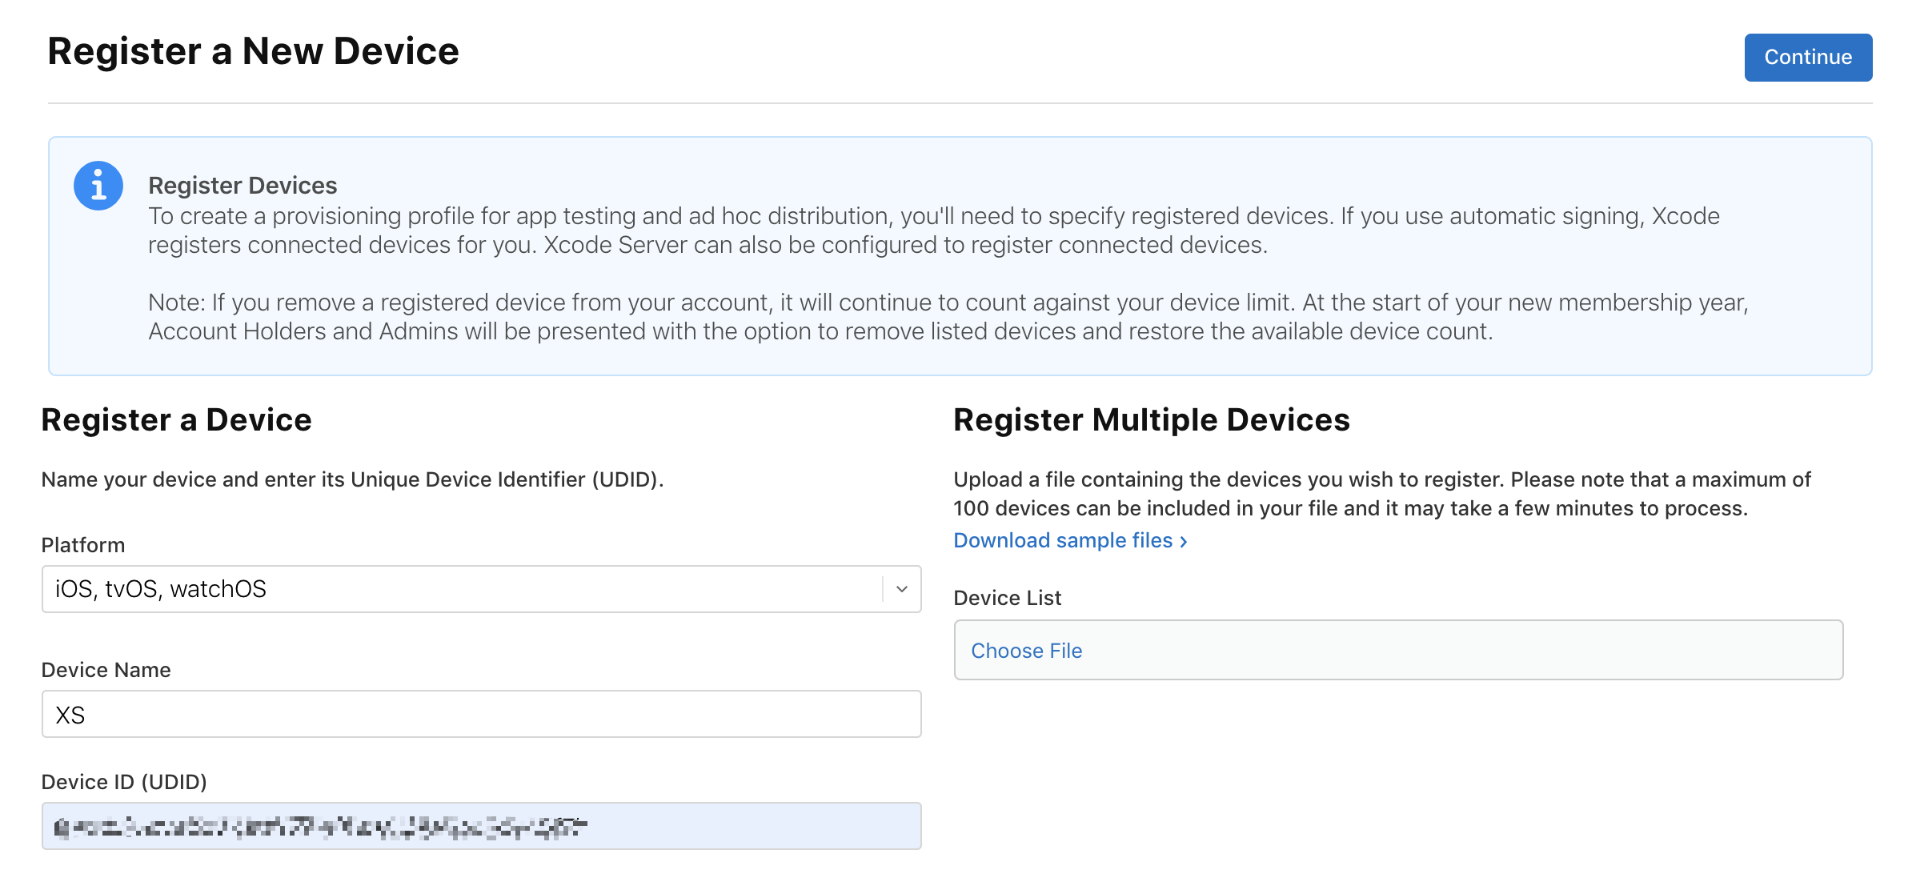 Register a New Device
Continue
Register Devices
To create a provisioning profile for app testing and ad hoc distribution, you'll need to specify registered devices. If you use automatic signing, Xcode
registers connected devices for you. Xcode Server can also be configured to register connected devices.
Note: If you remove a registered device from your account, it will continue to count against your device limit. At the start of your new membership year,
Account Holders and Admins will be presented with the option to remove listed devices and restore the available device count.
Register a Device
Name your device and enter its Unique Device Identifier (UDID).
Platform
iOS, tvOS, watchOS
Device Name
XS
Device ID (UDID)
Register Multiple Devices
Upload a file containing the devices you wish to register. Please note that a maximum of
100 devices can be included in your file and it may take a few minutes to process.
Download sample files ›
Device List
Choose File